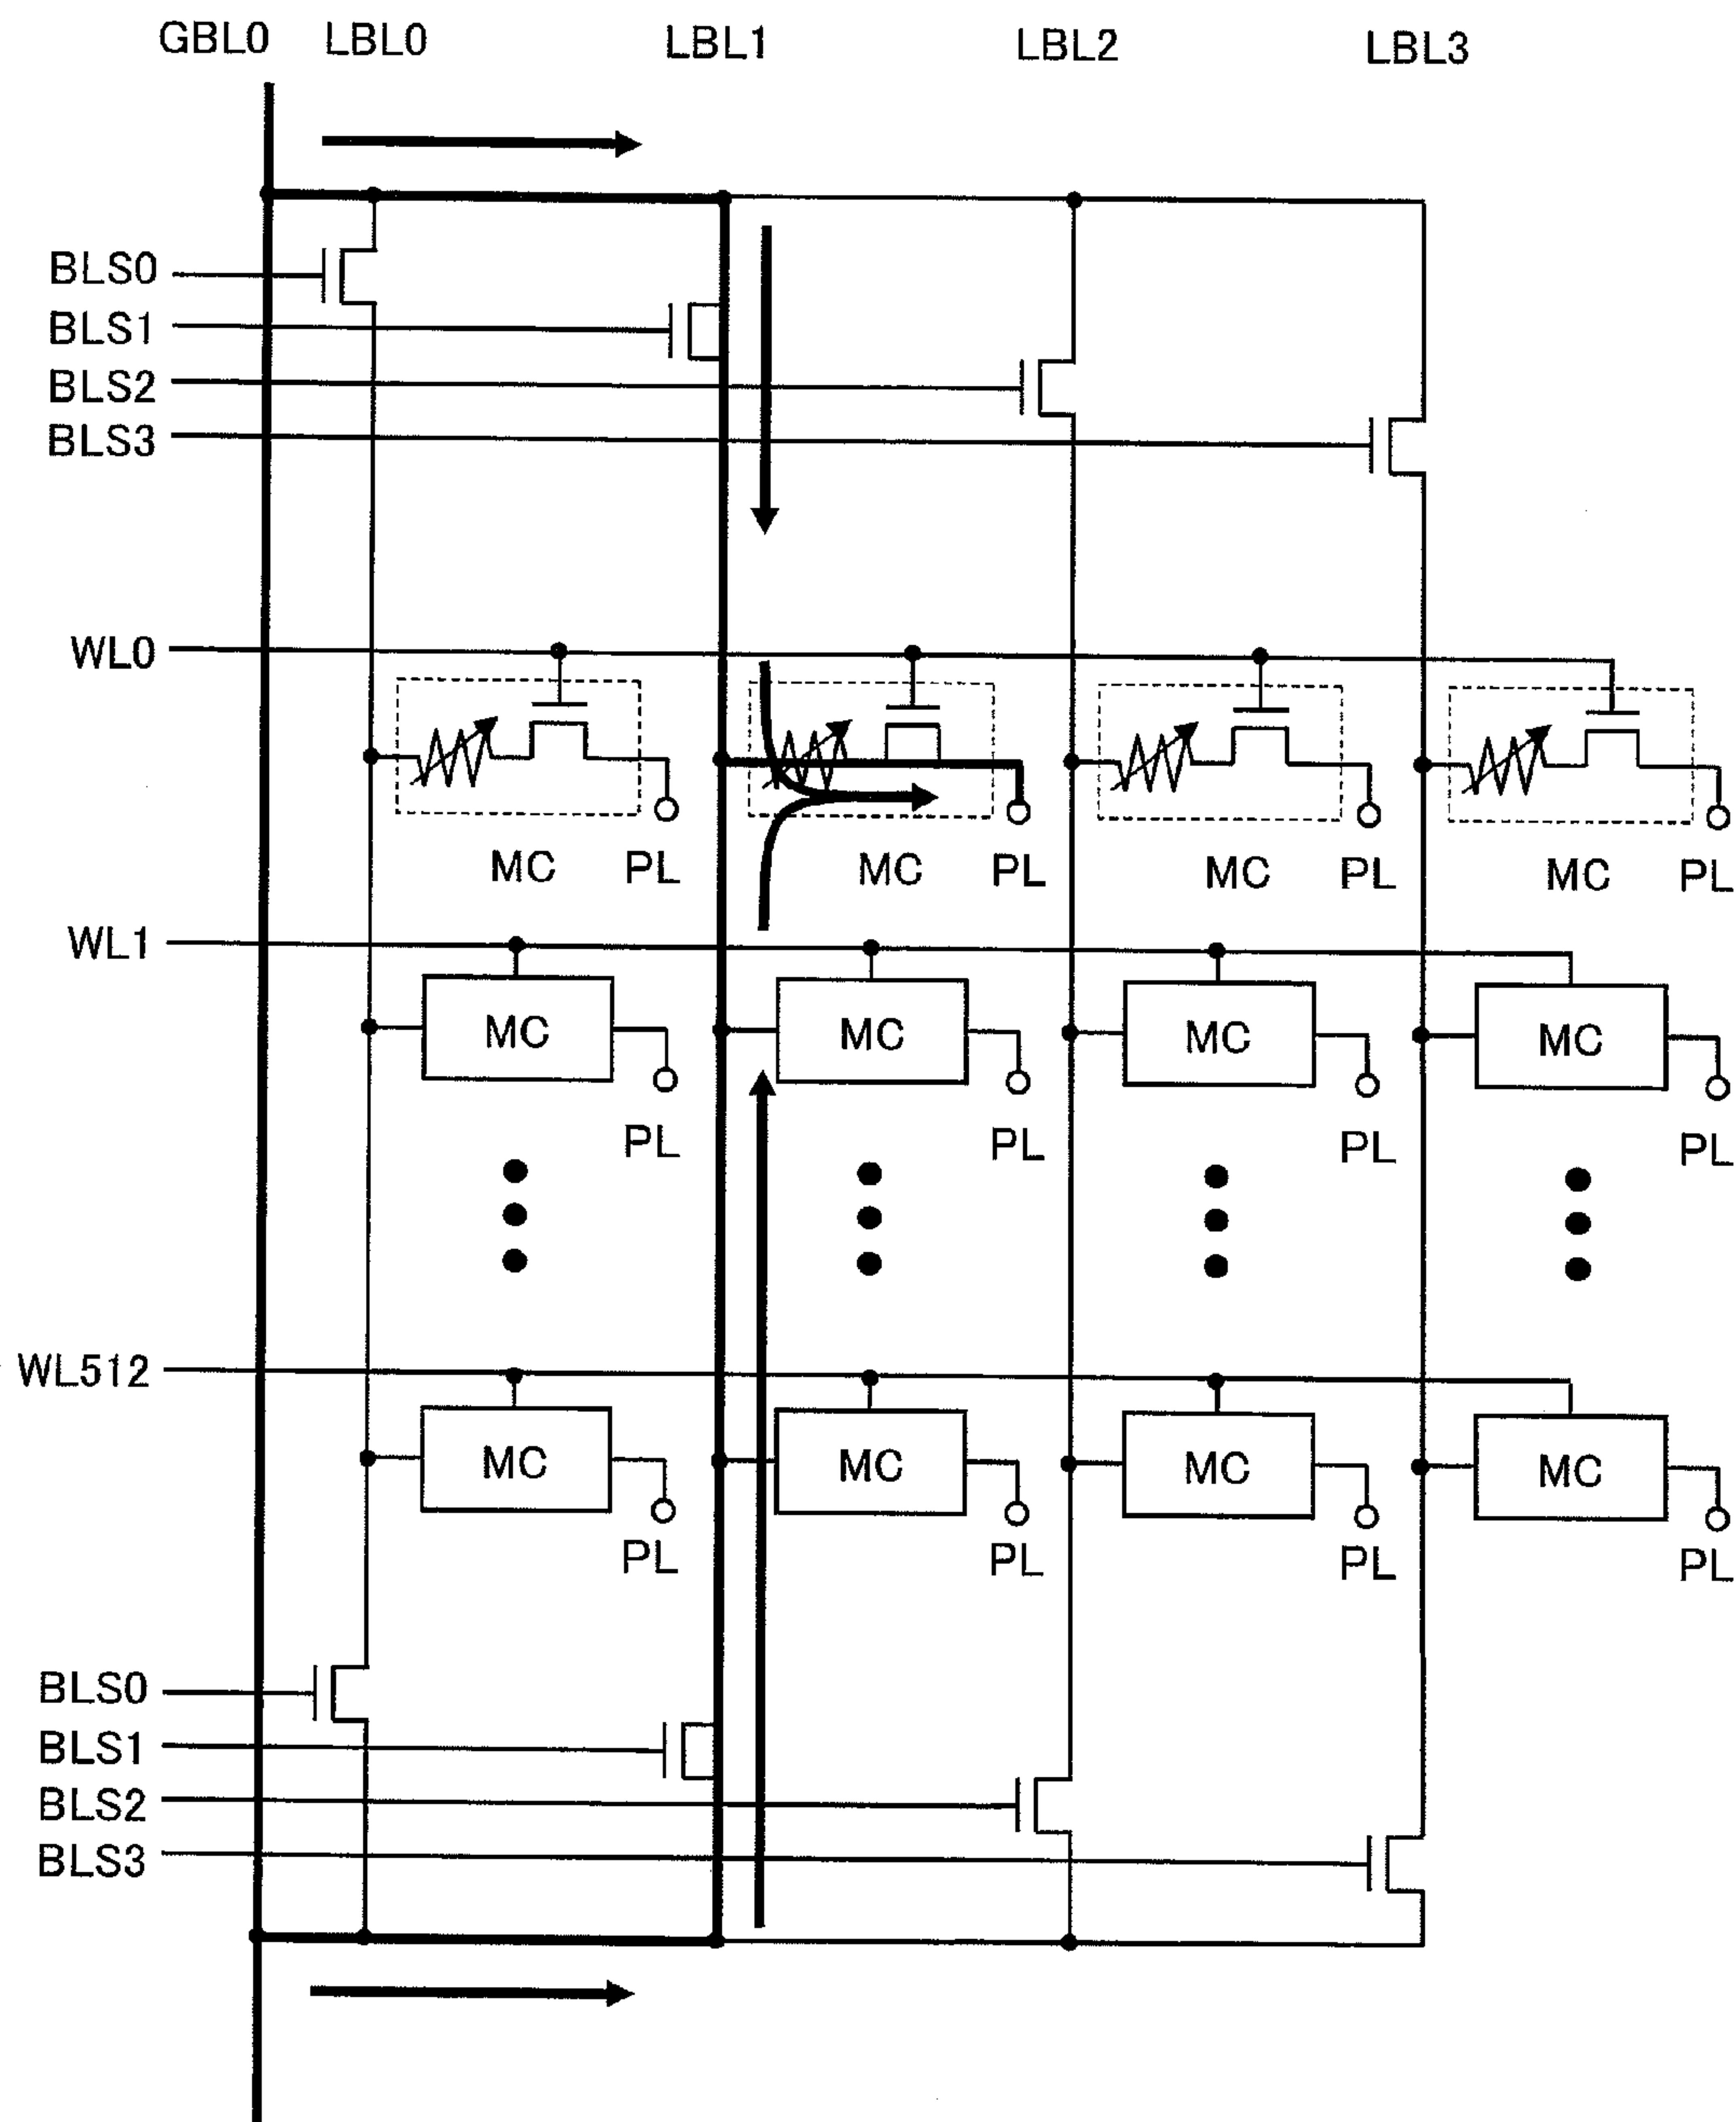 GBL0 LBL0 LBL1 LBL2 LBL3
BLS0
BLS1
BLS2
BLS3
WL0
MC PL MC PL MC PL MC PL
WL1
MC MC MC MC
PL PL PL PL
WL512
MC MC MC MC
PL PL PL PL
BLS0
BLS1
BLS2
BLS3